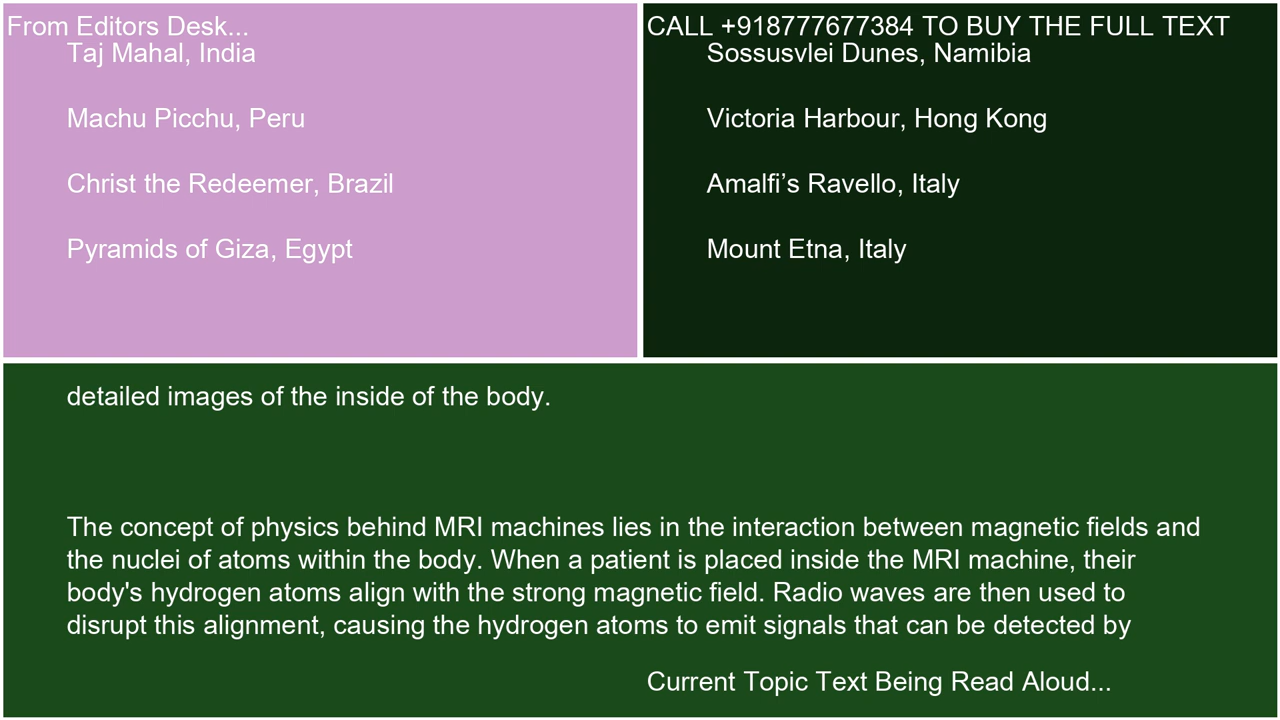 From Editors Desk...
Taj Mahal, India
Machu Picchu, Peru
Christ the Redeemer, Brazil
Pyramids of Giza, Egypt
CALL +918777677384 TO BUY THE FULL TEXT
Sossusvlei Dunes, Namibia
Victoria Harbour, Hong Kong
Amalfi’s Ravello, Italy
Mount Etna, Italy
detailed images of the inside of the body.
The concept of physics behind MRI machines lies in the interaction between magnetic fields and
the nuclei of atoms within the body. When a patient is placed inside the MRI machine, their
body's hydrogen atoms align with the strong magnetic field. Radio waves are then used to
disrupt this alignment, causing the hydrogen atoms to emit signals that can be detected by
Current Topic Text Being Read Aloud...